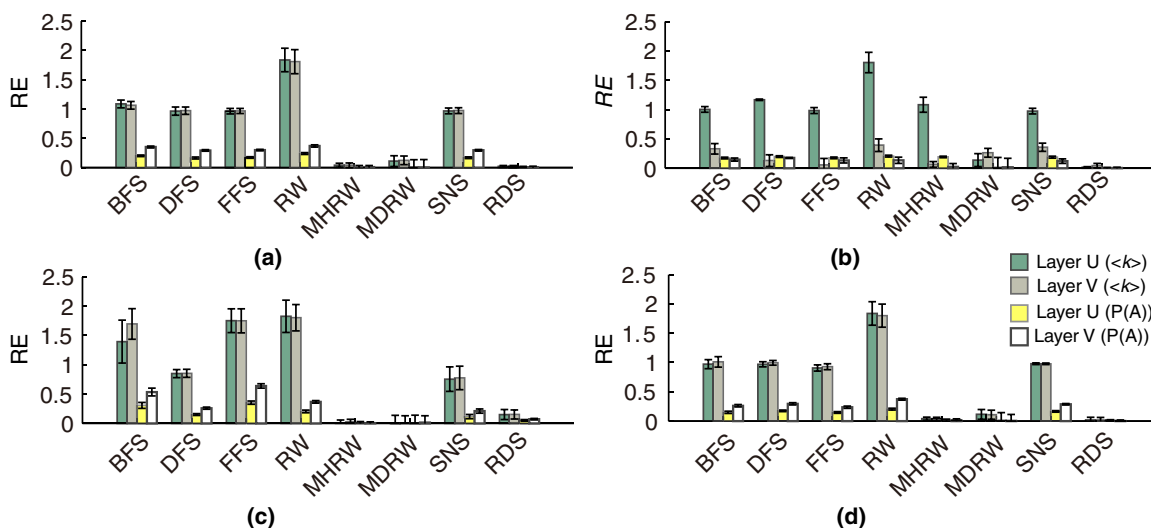 2.5
2
1.5
1
0.5
0
RE
BFS
DFS
FFS
RW
MHRW
MDRW
SNS
RDS
(a)
2.5
2
1.5
1
0.5
0
RE
BFS
DFS
FFS
RW
MHRW
MDRW
SNS
RDS
(b)
2.5
2
1.5
1
0.5
0
RE
BFS
DFS
FFS
RW
MHRW
MDRW
SNS
RDS
(c)
2.5
2
1.5
1
0.5
0
RE
BFS
DFS
FFS
RW
MHRW
MDRW
SNS
RDS
(d)
Layer U (<k>)
Layer V (<k>)
Layer U (P(A))
Layer V (P(A))